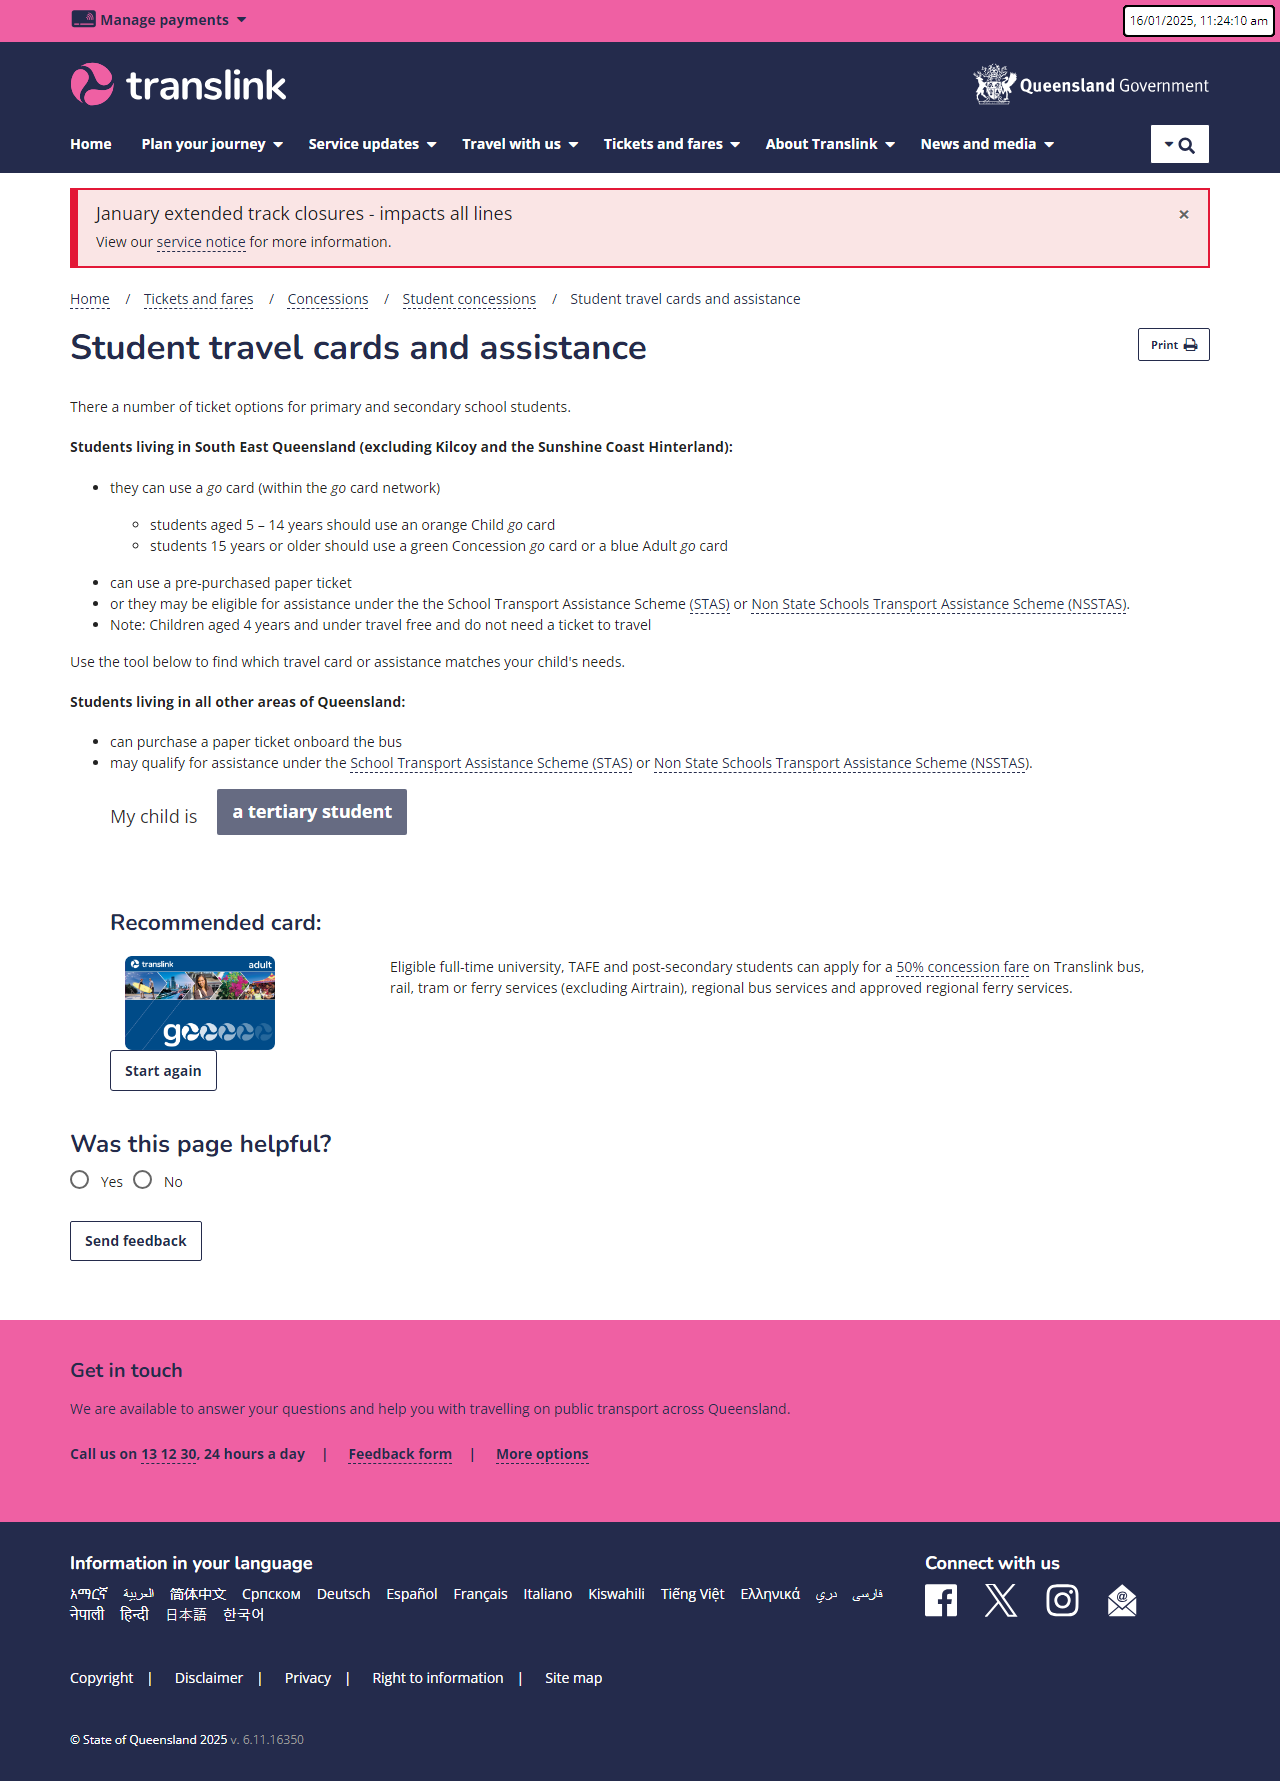 Manage payments
16/01/2025, 11:24:10 am
translink
Queensland Government
Home Plan your journey Service updates Travel with us Tickets and fares About Translink News and media
January extended track closures - impacts all lines
×
View our service notice for more information.
Home / Tickets and fares / Concessions / Student concessions / Student travel cards and assistance
Student travel cards and assistance
Print
There a number of ticket options for primary and secondary school students.
Students living in South East Queensland (excluding Kilcoy and the Sunshine Coast Hinterland):
• they can use a go card (within the go card network)
◦ students aged 5 – 14 years should use an orange Child go card
◦ students 15 years or older should use a green Concession go card or a blue Adult go card
• can use a pre-purchased paper ticket
• or they may be eligible for assistance under the the School Transport Assistance Scheme (STAS) or Non State Schools Transport Assistance Scheme (NSSTAS).
• Note: Children aged 4 years and under travel free and do not need a ticket to travel
Use the tool below to find which travel card or assistance matches your child's needs.
Students living in all other areas of Queensland:
• can purchase a paper ticket onboard the bus
• may qualify for assistance under the School Transport Assistance Scheme (STAS) or Non State Schools Transport Assistance Scheme (NSSTAS).
My child is a tertiary student
Recommended card:
translink adult
go
Eligible full-time university, TAFE and post-secondary students can apply for a 50% concession fare on Translink bus,
rail, tram or ferry services (excluding Airtrain), regional bus services and approved regional ferry services.
Start again
Was this page helpful?
Yes No
Send feedback
Get in touch
We are available to answer your questions and help you with travelling on public transport across Queensland.
Call us on 13 12 30, 24 hours a day | Feedback form | More options
Information in your language
Connect with us
አማርኛ العربية 简体中文 Српском Deutsch Español Français Italiano Kiswahili Tiếng Việt Ελληνικά دري فارسی
नेपाली हिन्दी 日本語 한국어
Copyright | Disclaimer | Privacy | Right to information | Site map
© State of Queensland 2025 v. 6.11.16350